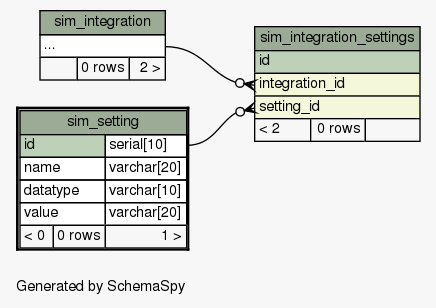 sim_integration
...
0 rows 2 >
sim_integration_settings
id
integration_id
setting_id
< 2 0 rows
sim_setting
id serial[10]
name varchar[20]
datatype varchar[10]
value varchar[20]
< 0 0 rows 1 >
Generated by SchemaSpy